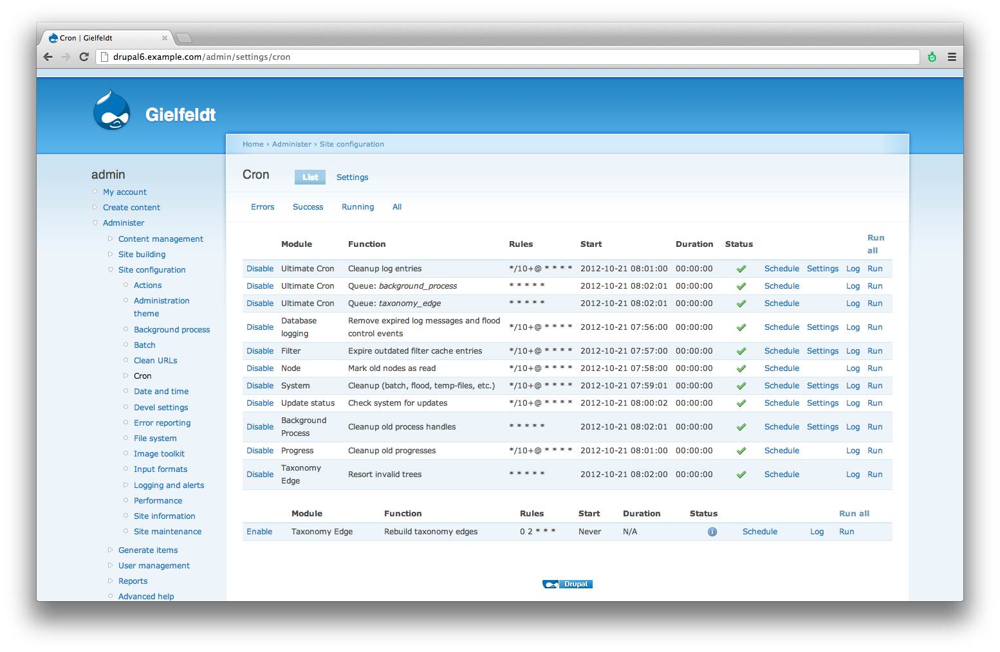 Cron | Gielfeldt
drupal6.example.com/admin/settings/cron
Gielfeldt
Home › Administer › Site configuration
admin
My account
Create content
Administer
Content management
Site building
Site configuration
Actions
Administration
theme
Background process
Batch
Clean URLs
Cron
Date and time
Devel settings
Error reporting
File system
Image toolkit
Input formats
Logging and alerts
Performance
Site information
Site maintenance
Generate items
User management
Reports
Advanced help
Cron List Settings
Errors Success Running All
Module Function Rules Start Duration Status Run all
Disable Ultimate Cron Cleanup log entries */10+@ * * * * 2012-10-21 08:01:00 00:00:00 Schedule Settings Log Run
Disable Ultimate Cron Queue: background_process * * * * * 2012-10-21 08:02:01 00:00:00 Schedule Log Run
Disable Ultimate Cron Queue: taxonomy_edge * * * * * 2012-10-21 08:02:01 00:00:00 Schedule Log Run
Disable Database logging Remove expired log messages and flood control events */10+@ * * * * 2012-10-21 07:56:00 00:00:00 Schedule Settings Log Run
Disable Filter Expire outdated filter cache entries */10+@ * * * * 2012-10-21 07:57:00 00:00:00 Schedule Settings Log Run
Disable Node Mark old nodes as read */10+@ * * * * 2012-10-21 07:58:00 00:00:00 Schedule Log Run
Disable System Cleanup (batch, flood, temp-files, etc.) */10+@ * * * * 2012-10-21 07:59:01 00:00:00 Schedule Settings Log Run
Disable Update status Check system for updates */10+@ * * * * 2012-10-21 08:00:02 00:00:00 Schedule Settings Log Run
Disable Background Process Cleanup old process handles * * * * * 2012-10-21 08:02:01 00:00:00 Schedule Settings Log Run
Disable Progress Cleanup old progresses */10+@ * * * * 2012-10-21 08:01:00 00:00:00 Schedule Log Run
Disable Taxonomy Edge Resort invalid trees * * * * * 2012-10-21 08:02:00 00:00:00 Schedule Log Run
Module Function Rules Start Duration Status Run all
Enable Taxonomy Edge Rebuild taxonomy edges 0 2 * * * Never N/A Schedule Log Run
Drupal